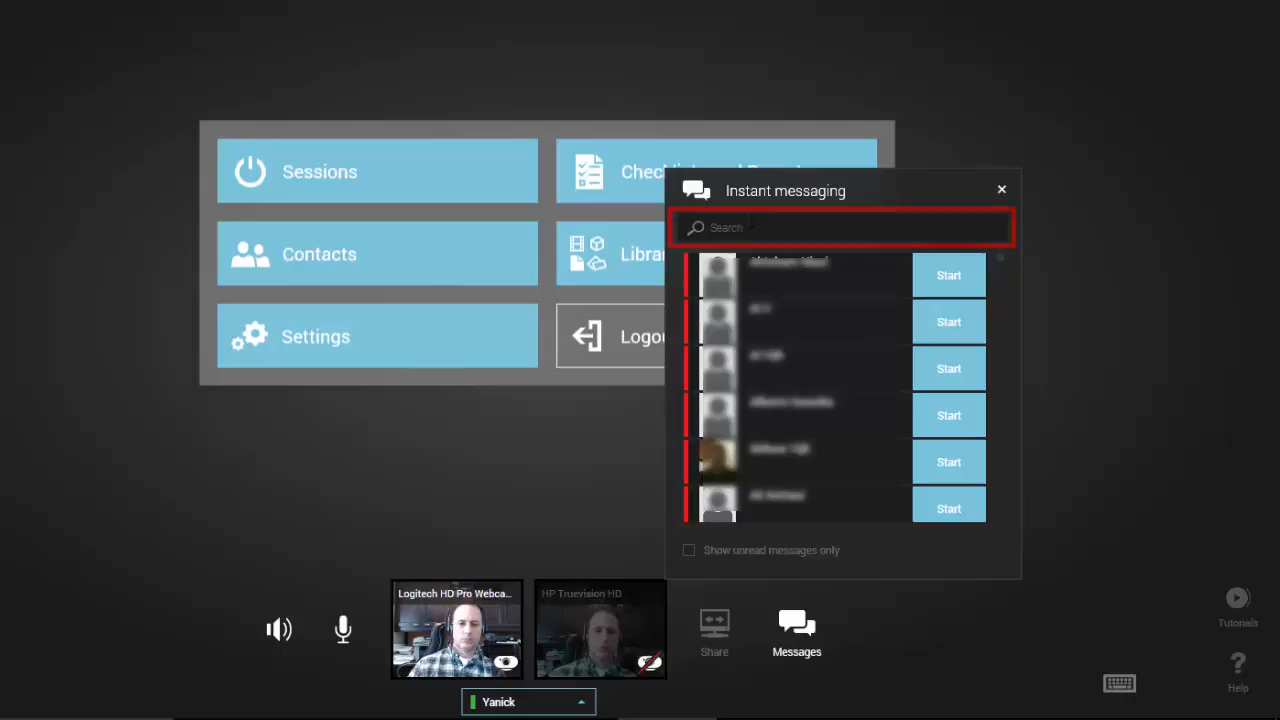 Sessions
Contacts
Settings
Instant messaging
Search
Start
Start
Start
Start
Start
Start
Show unread messages only
Logitech HD Pro Webca...
HP Truevision HD
Share
Messages
Yanick
Tutorials
Help